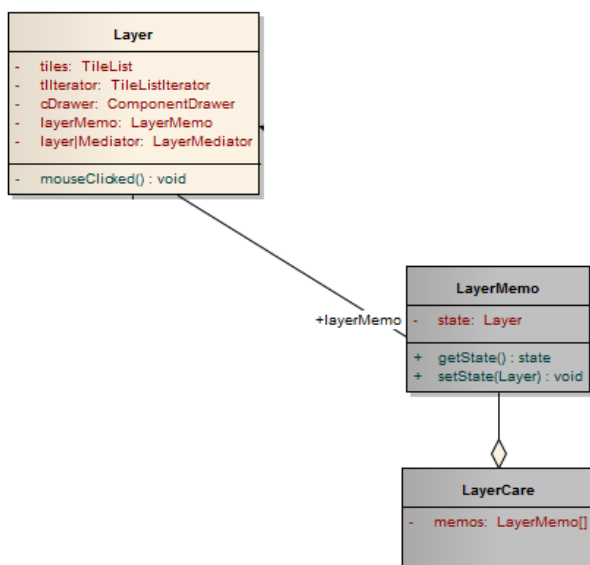 Layer
- tiles: TileList
- tlIterator: TileListIterator
- cDrawer: ComponentDrawer
- layerMemo: LayerMemo
- layer|Mediator: LayerMediator
- mouseClicked() : void
+layerMemo
LayerMemo
- state: Layer
+ getState() : state
+ setState(Layer) : void
LayerCare
- memos: LayerMemo[]